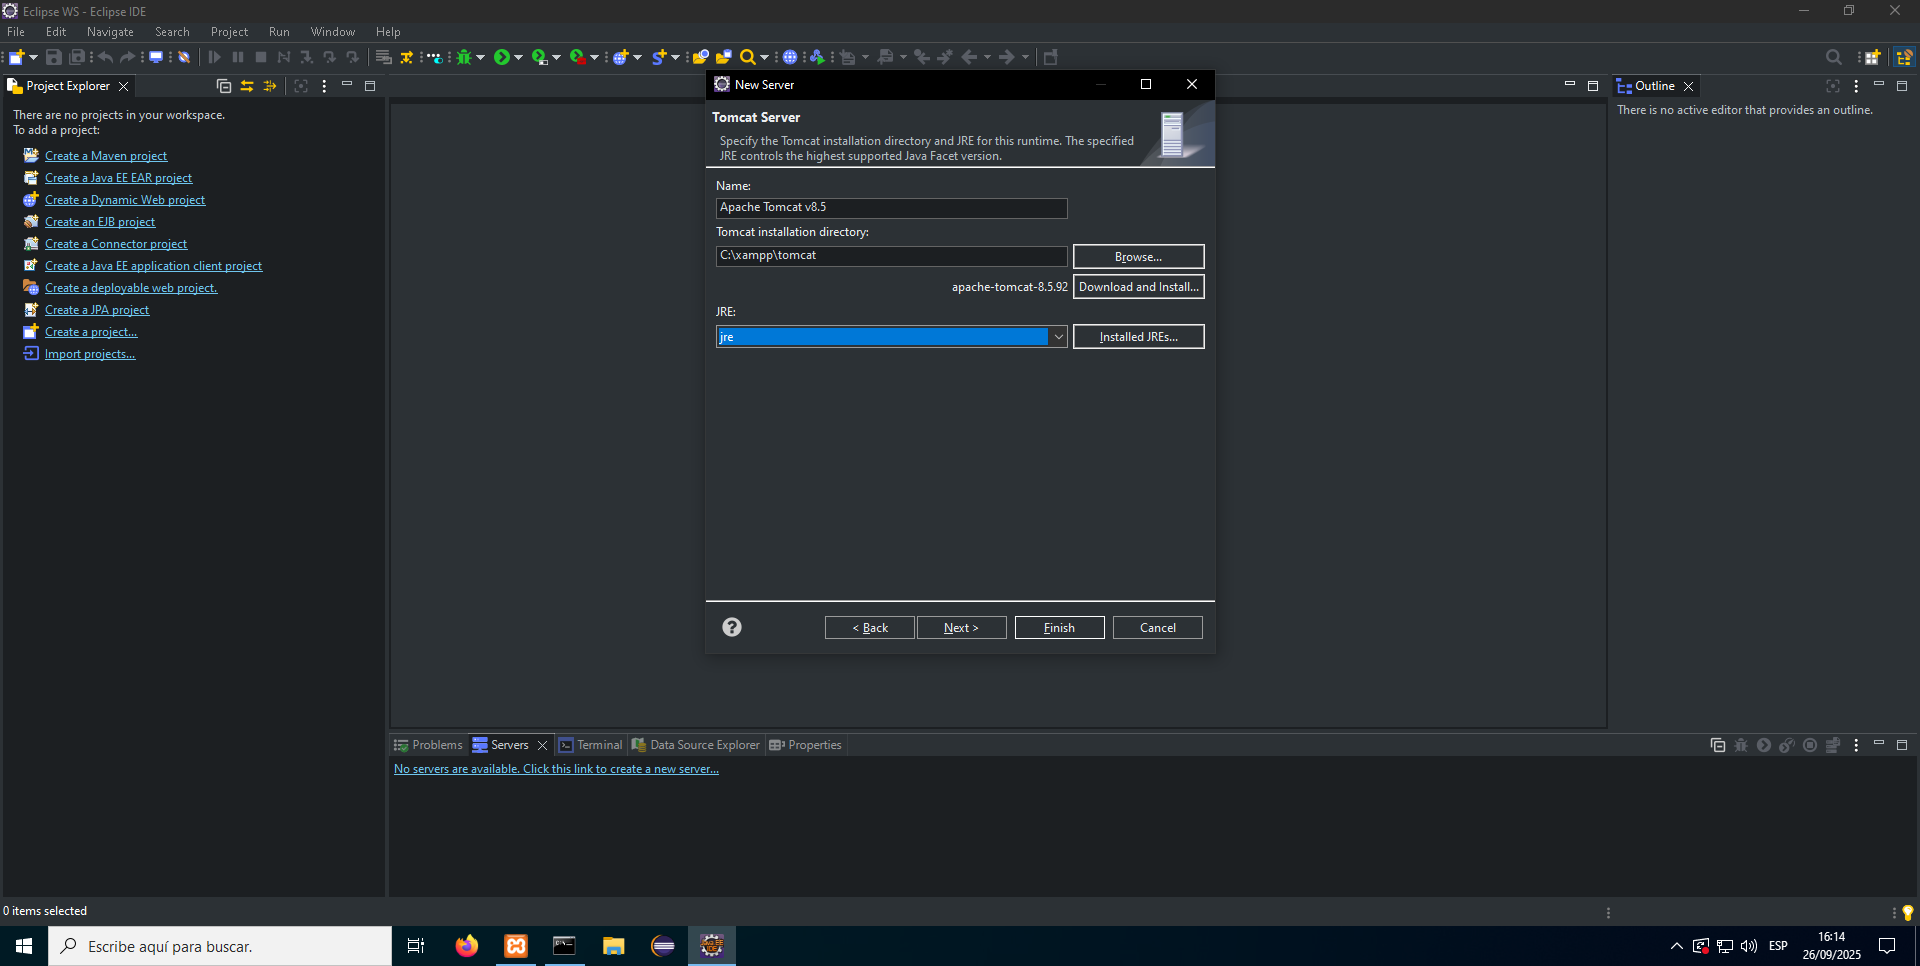 Eclipse WS - Eclipse IDE
File Edit Navigate Search Project Run Window Help
Project Explorer
There are no projects in your workspace.
To add a project:
Create a Maven project
Create a Java EE EAR project
Create a Dynamic Web project
Create an EJB project
Create a Connector project
Create a Java EE application client project
Create a deployable web project.
Create a JPA project
Create a project...
Import projects...
New Server
Tomcat Server
Specify the Tomcat installation directory and JRE for this runtime. The specified
JRE controls the highest supported Java Facet version.
Name:
Apache Tomcat v8.5
Tomcat installation directory:
C:\xampp\tomcat
Browse...
apache-tomcat-8.5.92
Download and Install...
JRE:
jre
Installed JREs...
?
< Back
Next >
Finish
Cancel
Outline
There is no active editor that provides an outline.
Problems
Servers
Terminal
Data Source Explorer
Properties
No servers are available. Click this link to create a new server...
0 items selected
Escribe aquí para buscar.
Java EE
IDE
ESP
16:14
26/09/2025